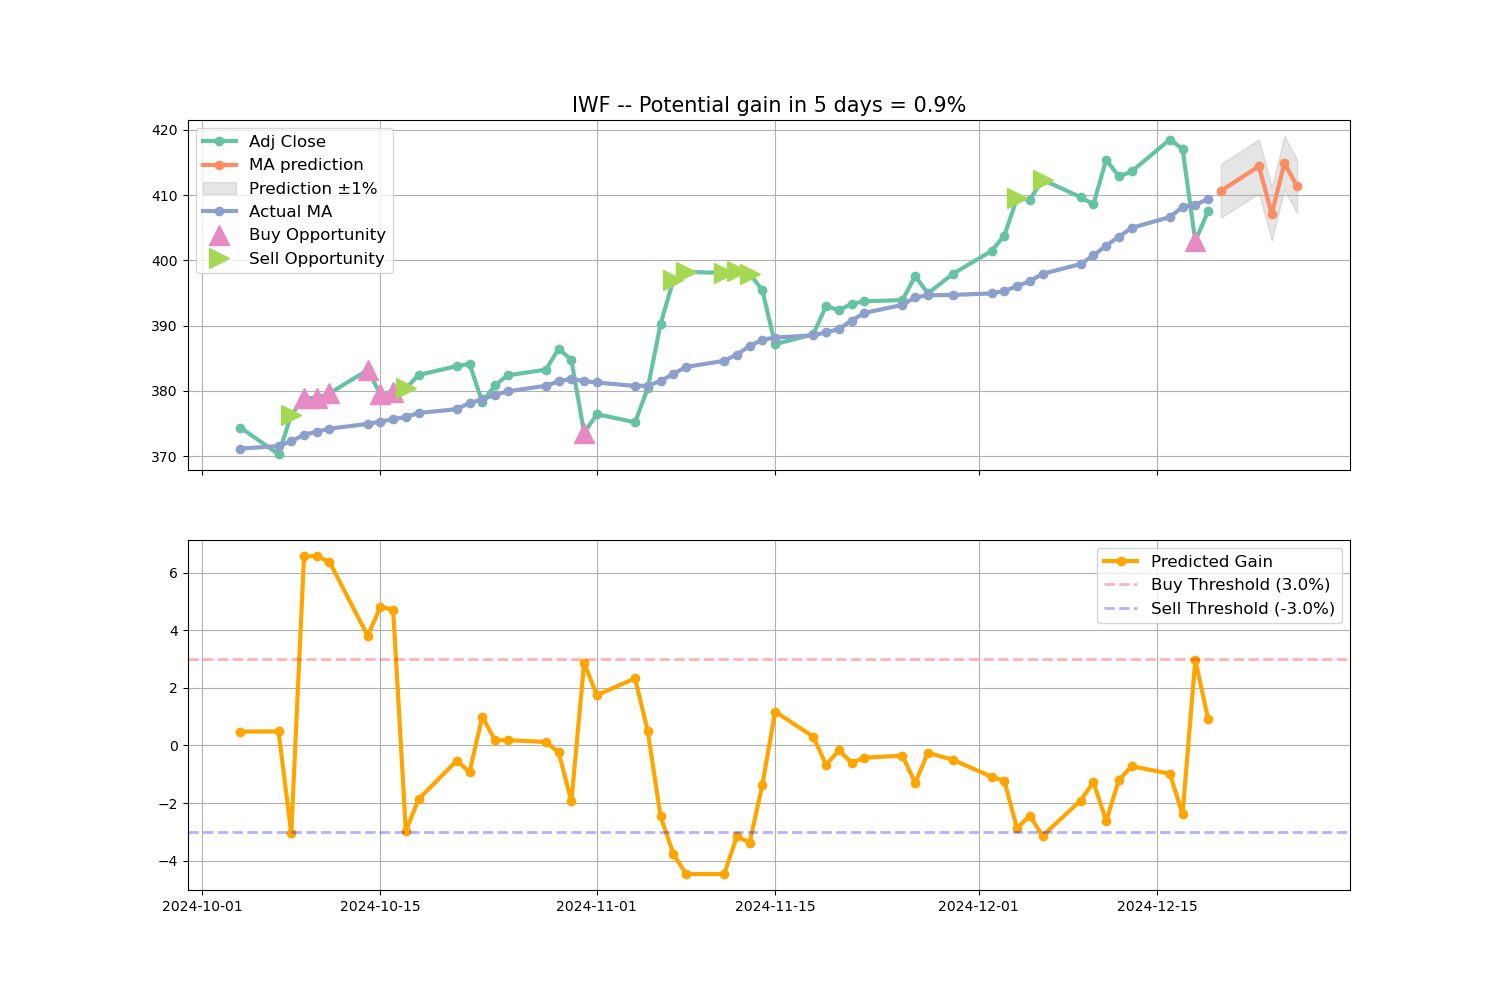 IWF -- Potential gain in 5 days = 0.9%
420
410
400
390
380
370
Adj Close
MA prediction
Prediction ±1%
Actual MA
Buy Opportunity
Sell Opportunity
6
4
2
0
−2
−4
Predicted Gain
Buy Threshold (3.0%)
Sell Threshold (-3.0%)
2024-10-01 2024-10-15 2024-11-01 2024-11-15 2024-12-01 2024-12-15